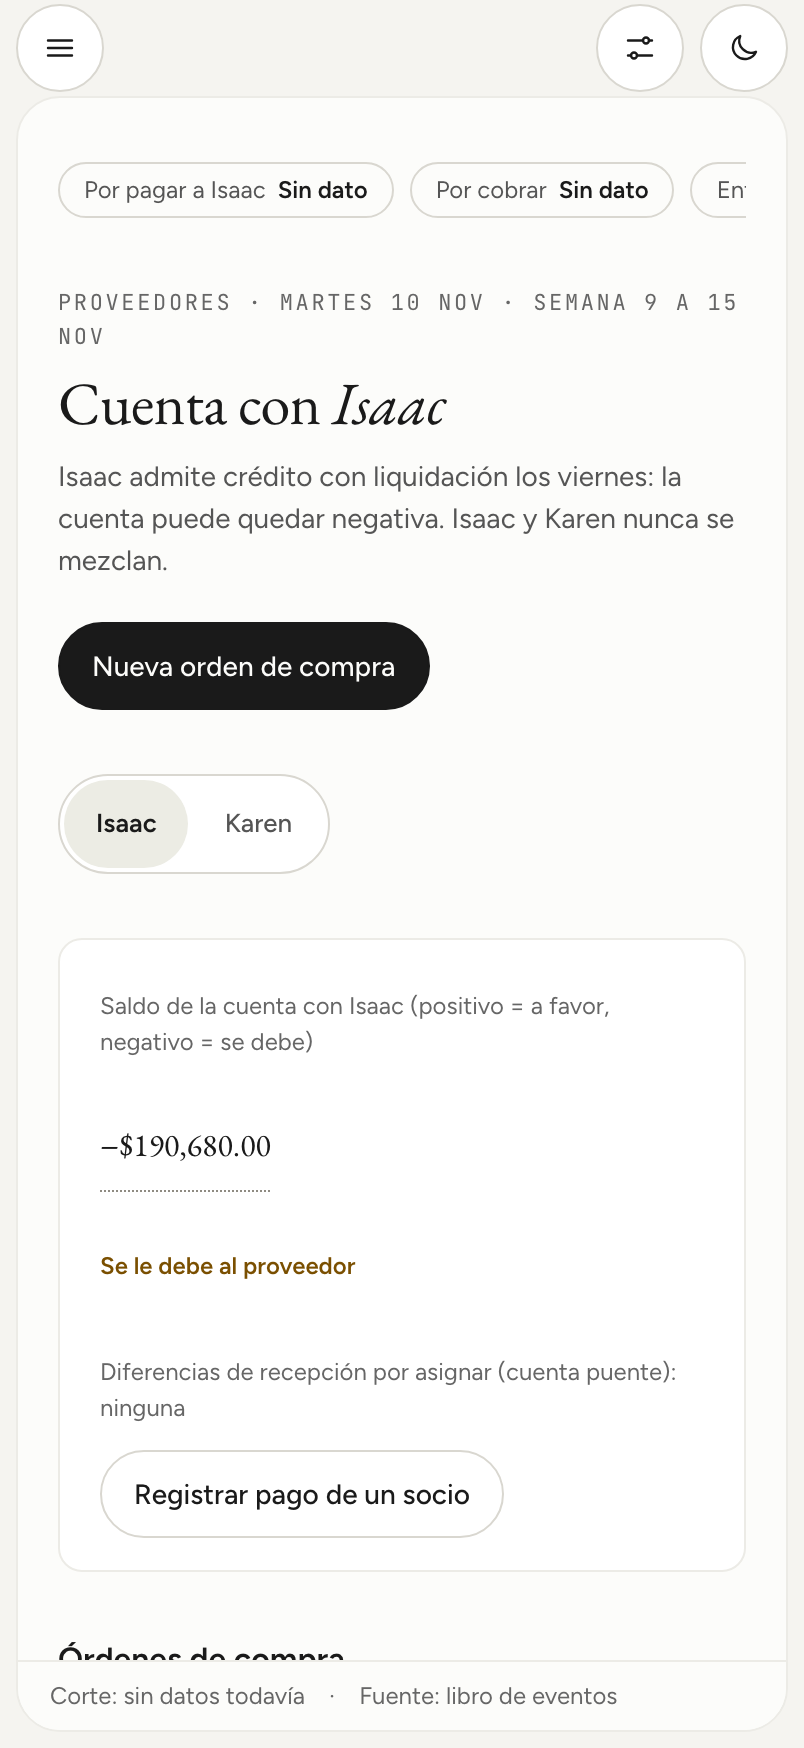 Por pagar a Isaac Sin dato
Por cobrar Sin dato
PROVEEDORES · MARTES 10 NOV · SEMANA 9 A 15
NOV
Cuenta con Isaac
Isaac admite crédito con liquidación los viernes: la
cuenta puede quedar negativa. Isaac y Karen nunca se
mezclan.
Nueva orden de compra
Isaac
Karen
Saldo de la cuenta con Isaac (positivo = a favor,
negativo = se debe)
−$190,680.00
Se le debe al proveedor
Diferencias de recepción por asignar (cuenta puente):
ninguna
Registrar pago de un socio
Órdenes de compra
Corte: sin datos todavía · Fuente: libro de eventos